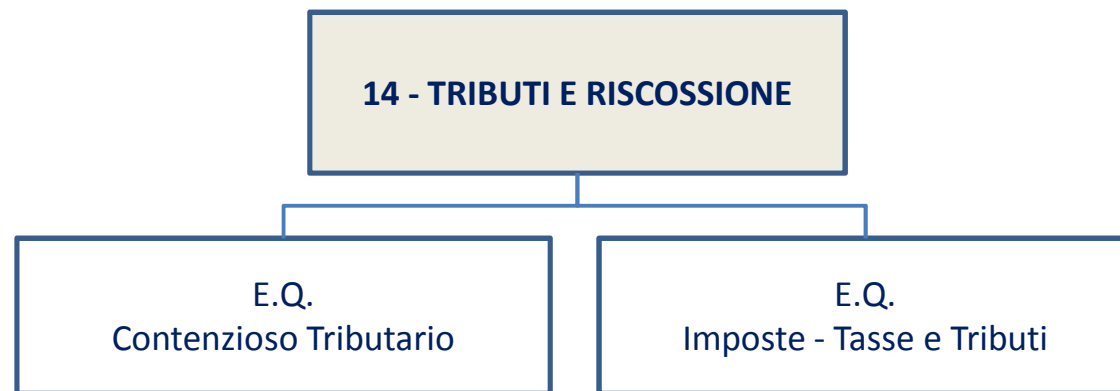 14 - TRIBUTI E RISCOSSIONE
E.Q.
Contenzioso Tributario
E.Q.
Imposte - Tasse e Tributi